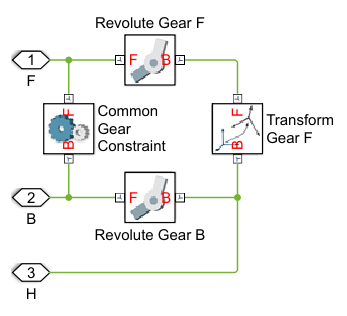 Revolute Gear F
1
F
F
B
F
B
Common
Gear
Constraint
F
B
Transform
Gear F
2
B
F
B
Revolute Gear B
3
H